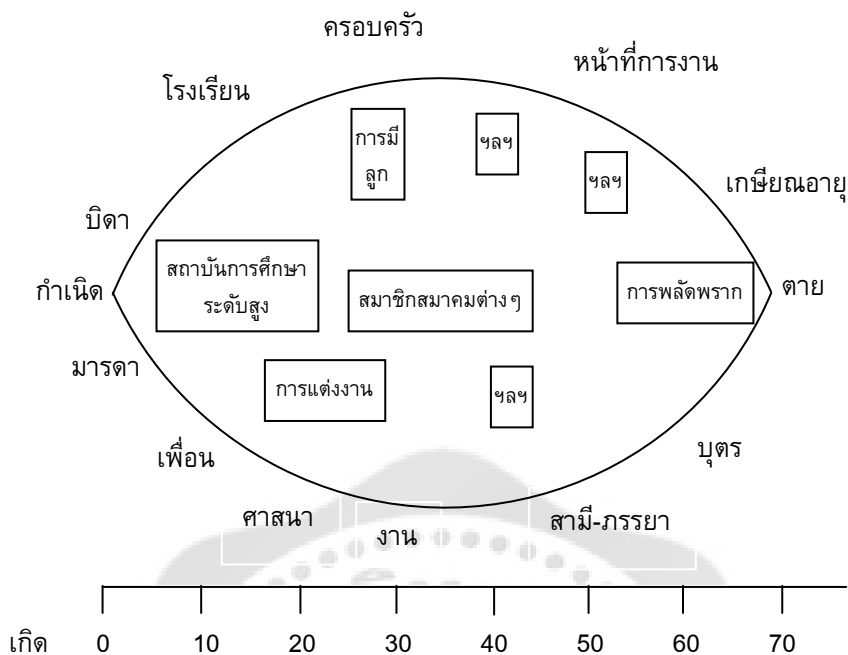 ครอบครัว
หน้าที่การงาน
โรงเรียน
การมี
ลูก
ฯลฯ
ฯลฯ
เกษียณอายุ
บิดา
สถาบันการศึกษา
ระดับสูง
กำเนิด
สมาชิกสมาคมต่างๆ
การพลัดพราก
ตาย
มารดา
การแต่งงาน
ฯลฯ
เพื่อน
บุตร
ศาสนา
งาน
สามี-ภรรยา
เกิด 0 10 20 30 40 50 60 70